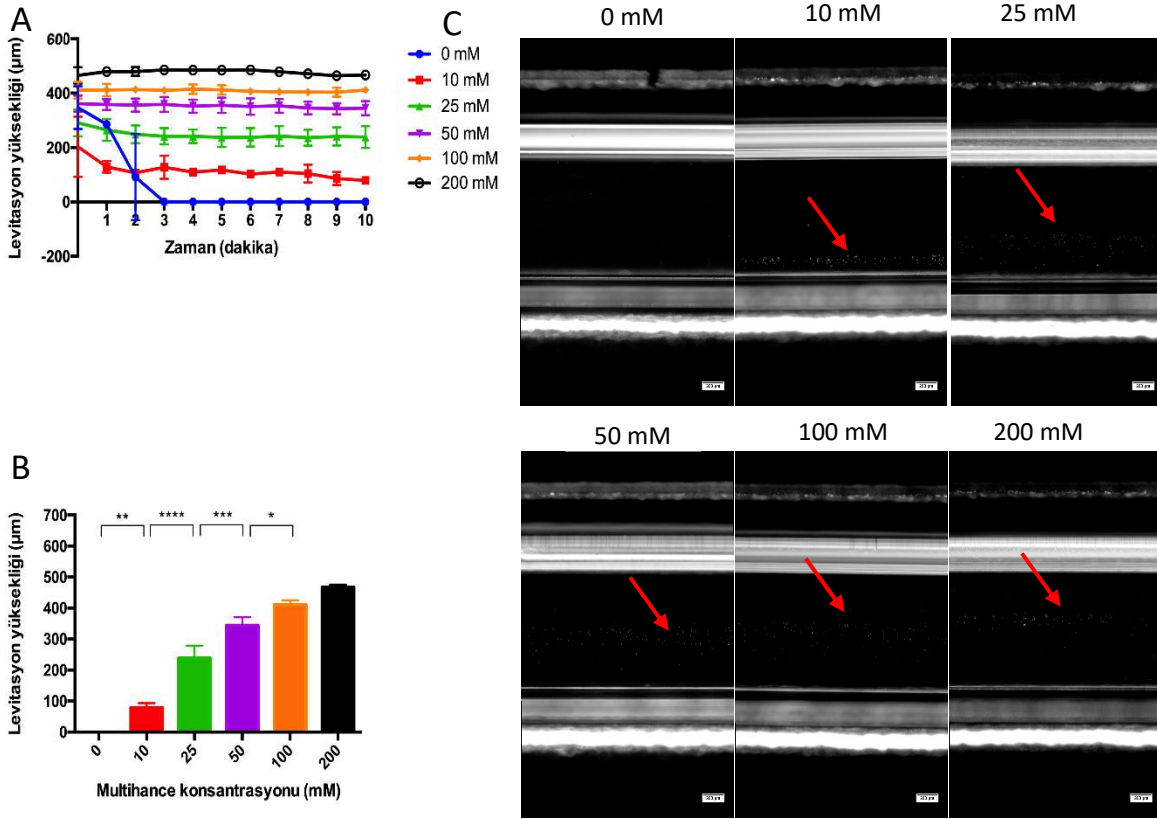 A
600
400
200
0
-200
Levitasyon yüksekliği (µm)
1 2 3 4 5 6 7 8 9 10
Zaman (dakika)
0 mM
10 mM
25 mM
50 mM
100 mM
200 mM
B
700
600
500
400
300
200
100
0
Levitasyon yüksekliği (µm)
** **** *** *
0 10 25 50 100 200
Multihance konsantrasyonu (mM)
C
0 mM 10 mM 25 mM
50 mM 100 mM 200 mM